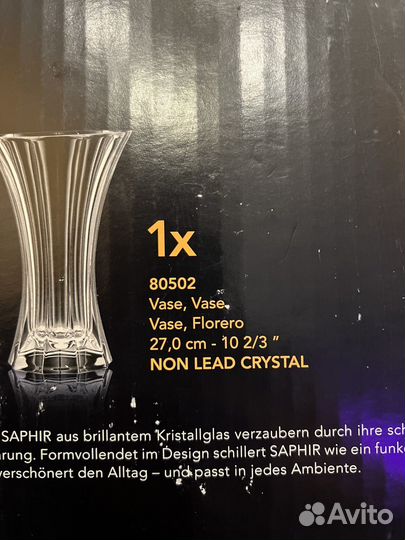 1x
80502
Vase, Vase,
Vase, Florero
27,0 cm - 10 2/3 ”
NON LEAD CRYSTAL
SAPHIR aus brillantem Kristallglas verzaubern durch ihre
Formvollendet im Design schillert SAPHIR wie ein
verschönert den Alltag – und passt in jedes Ambiente.
Avito